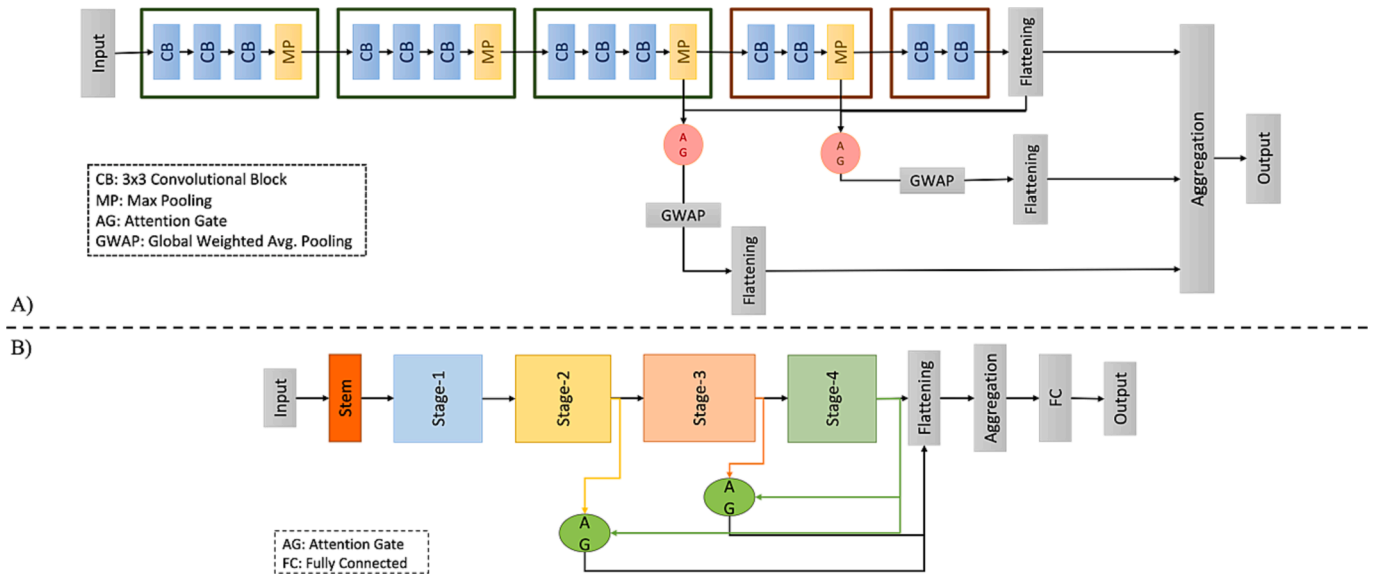 Input
CB
CB
CB
MP
CB
CB
CB
MP
CB
CB
CB
MP
CB
CB
MP
CB
CB
Flattening
A
G
A
G
GWAP
Flattening
GWAP
Flattening
Aggregation
Output
CB: 3x3 Convolutional Block
MP: Max Pooling
AG: Attention Gate
GWAP: Global Weighted Avg. Pooling
A)
B)
Input
Stem
Stage-1
Stage-2
Stage-3
Stage-4
Flattening
Aggregation
FC
Output
A
G
A
G
AG: Attention Gate
FC: Fully Connected